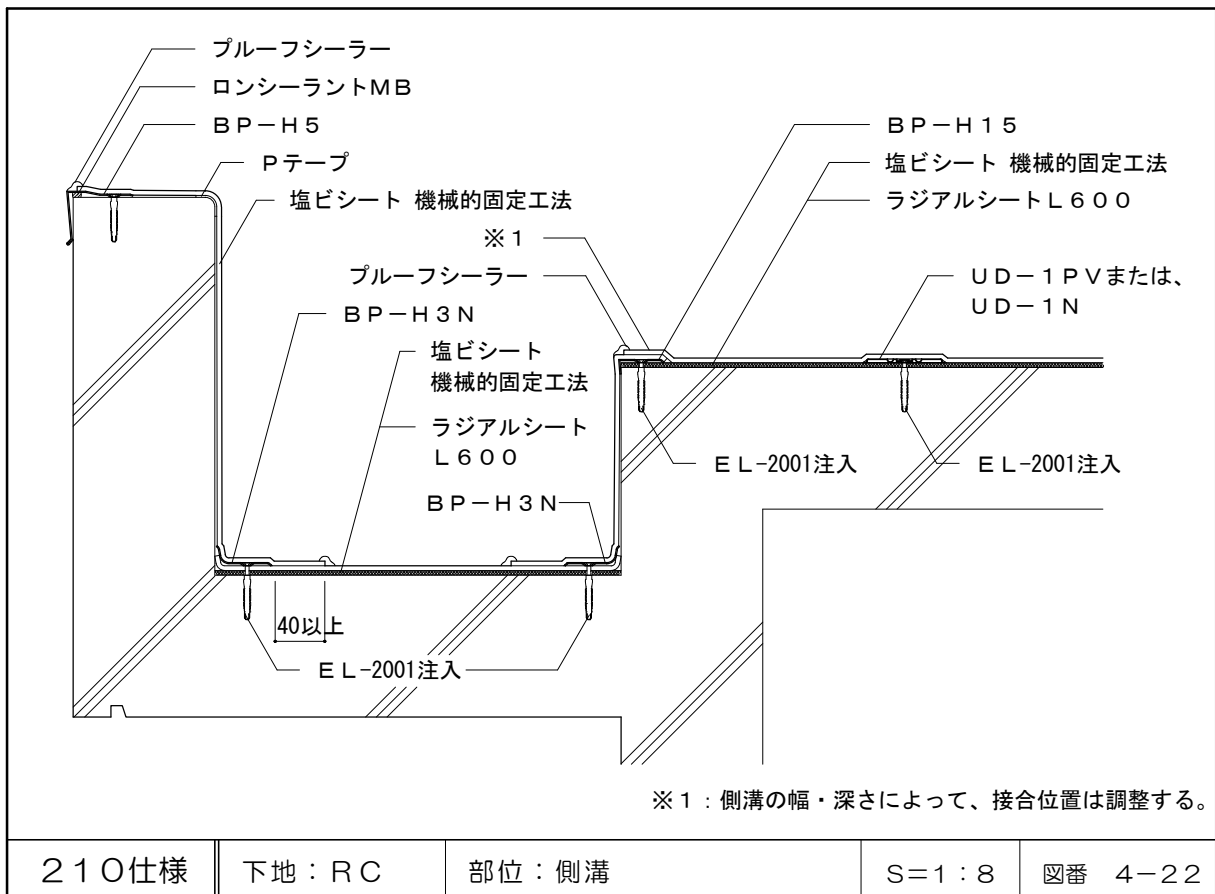 プルーフシーラー
ロンシーラントＭＢ
ＢＰ－Ｈ５
Ｐテープ
塩ビシート 機械的固定工法
※１
プルーフシーラー
ＢＰ－Ｈ３Ｎ
塩ビシート
機械的固定工法
ラジアルシート
Ｌ６００
ＢＰ－Ｈ３Ｎ
ＢＰ－Ｈ１５
塩ビシート 機械的固定工法
ラジアルシートＬ６００
ＵＤ－１ＰＶまたは、
ＵＤ－１Ｎ
ＥＬ-2001注入
ＥＬ-2001注入
40以上
ＥＬ-2001注入
※１：側溝の幅・深さによって、接合位置は調整する。
２１０仕様
下地：ＲＣ
部位：側溝
Ｓ＝１：８
図番 ４－２２